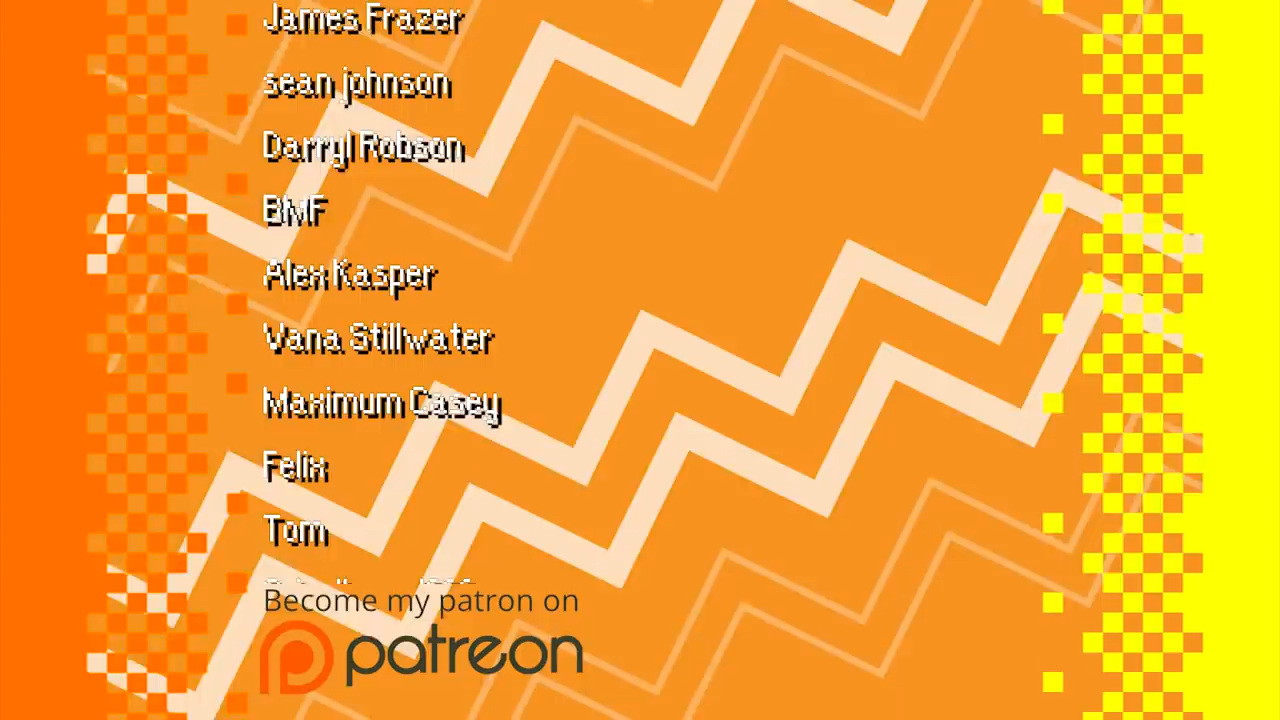 James Frazer
sean johnson
Darryl Robson
BMF
Alex Kasper
Vana Stillwater
Maximum Casey
Felix
Tom
Become my patron on
patreon